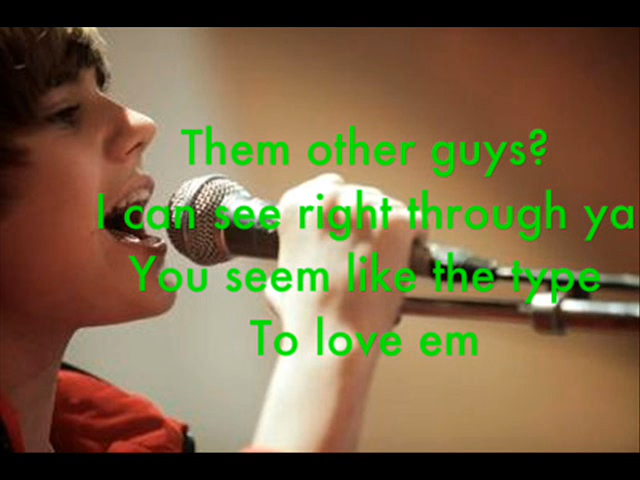 Them other guys?
I can see right through ya
You seem like the type
To love em